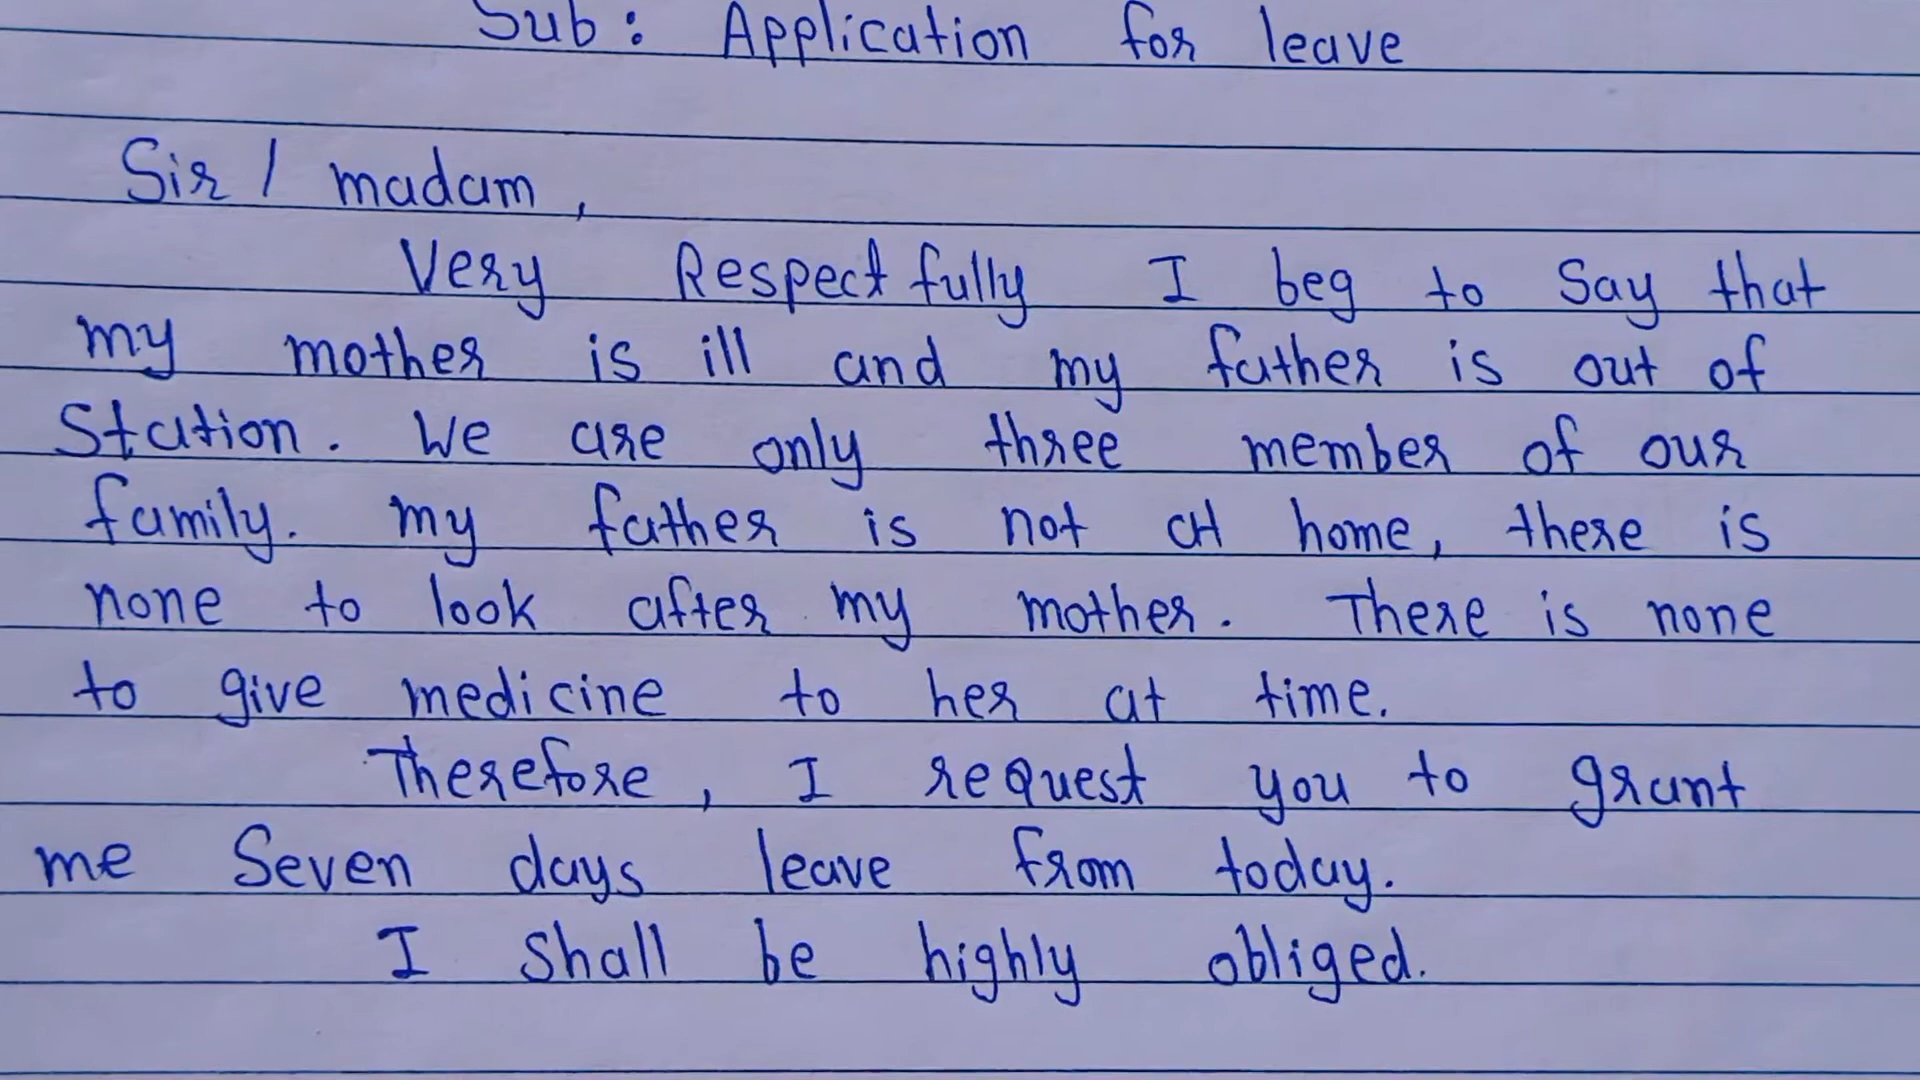 Sub: Application for leave
Sir / madam,
Very Respectfully I beg to Say that
my mother is ill and my father is out of
Station. We are only three member of our
family. my father is not at home, there is
none to look after my mother. There is none
to give medicine to her at time.
Therefore, I request you to grant
me Seven days leave from today.
I Shall be highly obliged.